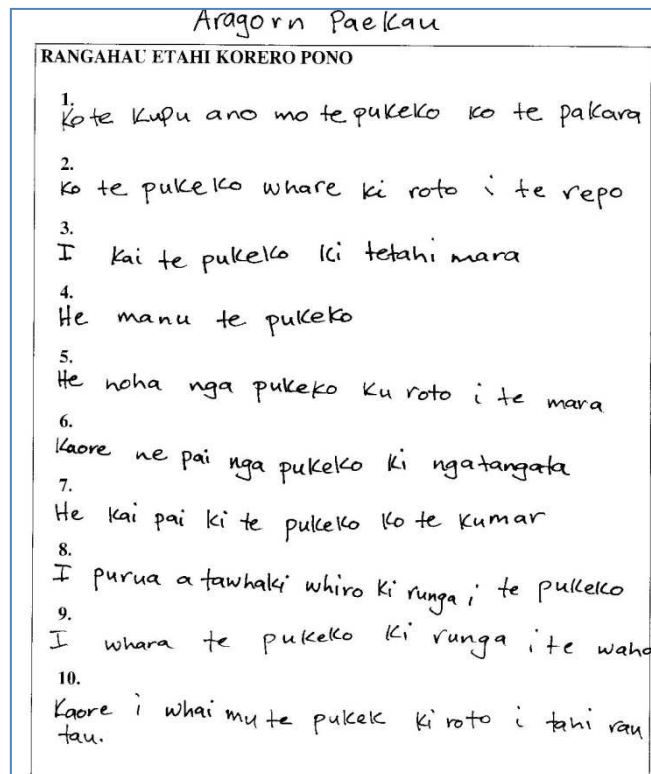 Aragorn Paekau
RANGAHAU ETAHI KORERO PONO
1.
Ko te kupu ano mo te pukeko ko te pakara
2.
Ko te pukeko whare ki roto i te repo
3.
I kai te pukeko ki tetahi mara
4.
He manu te pukeko
5.
He noha nga pukeko ku roto i te mara
6.
Kaore ne pai nga pukeko ki ngatangata
7.
He kai pai ki te pukeko ko te kumar
8.
I purua a tawhaki whiro ki runga i te pukeko
9.
I whara te pukeko ki runga i te waho
10.
Kaore i whai mu te pukek ki roto i tahi rau
tau.